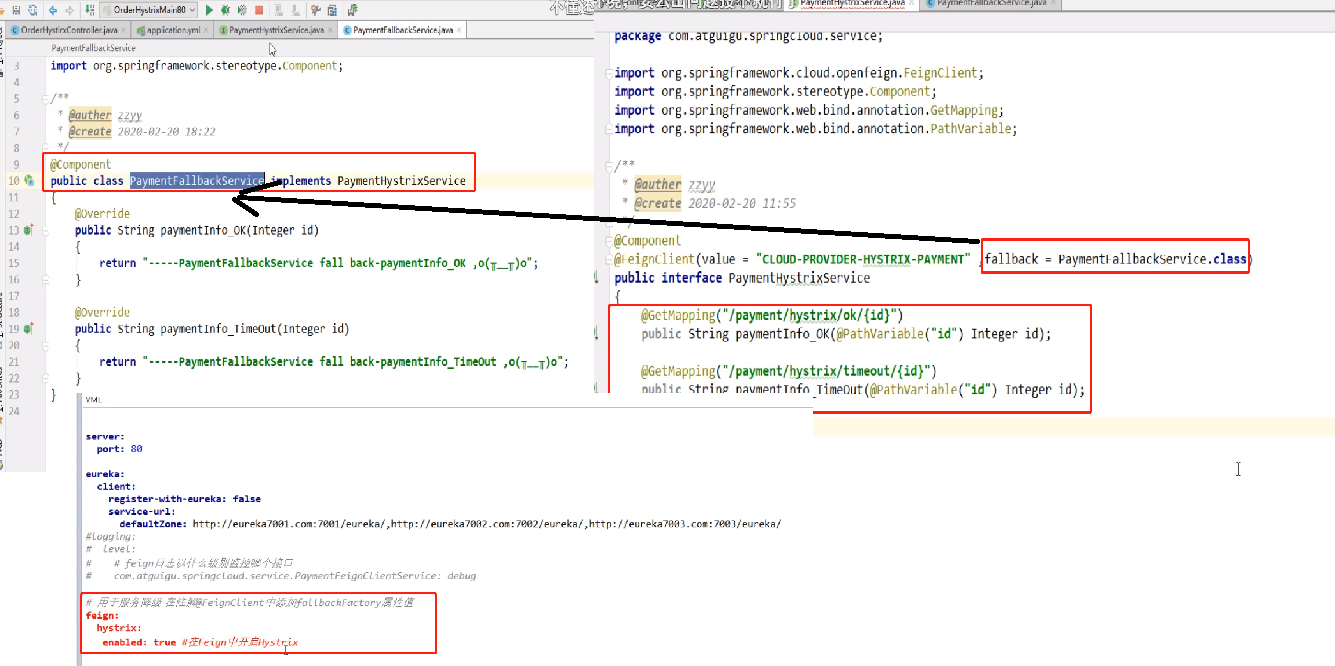 OrderHystrixMain80
OrderHystirxController.java
application.yml
PaymentHystrixService.java
PaymentFallbackService.java
PaymentFallbackService
3 import org.springframework.stereotype.Component;
4
5 /**
6 * @auther zzyy
7 * @create 2020-02-20 18:22
8 */
9 @Component
10 public class PaymentFallbackService implements PaymentHystrixService
11 {
12 @Override
13 public String paymentInfo_OK(Integer id)
14 {
15 return "-----PaymentFallbackService fall back-paymentInfo_OK ,o(╥﹏╥)o";
16 }
17
18 @Override
19 public String paymentInfo_TimeOut(Integer id)
20 {
21 return "-----PaymentFallbackService fall back-paymentInfo_TimeOut ,o(╥﹏╥)o";
22 }
23 }
24
PaymentHystrixService.java
PaymentFallbackService.java
package com.atguigu.springcloud.service;
import org.springframework.cloud.openfeign.FeignClient;
import org.springframework.stereotype.Component;
import org.springframework.web.bind.annotation.GetMapping;
import org.springframework.web.bind.annotation.PathVariable;
/**
* @auther zzyy
* @create 2020-02-20 11:55
*/
@Component
@FeignClient(value = "CLOUD-PROVIDER-HYSTRIX-PAYMENT" ,fallback = PaymentFallbackService.class)
public interface PaymentHystrixService
{
@GetMapping("/payment/hystrix/ok/{id}")
public String paymentInfo_OK(@PathVariable("id") Integer id);
@GetMapping("/payment/hystrix/timeout/{id}")
public String paymentInfo_TimeOut(@PathVariable("id") Integer id);
YML
server:
port: 80
eureka:
client:
register-with-eureka: false
service-url:
defaultZone: http://eureka7001.com:7001/eureka/,http://eureka7002.com:7002/eureka/,http://eureka7003.com:7003/eureka/
#logging:
# level:
# # feign日志以什么级别监控哪个接口
# com.atguigu.springcloud.service.PaymentFeignClientService: debug
# 用于服务降级 在注解@FeignClient中添加fallbackFactory属性值
feign:
hystrix:
enabled: true #在Feign中开启Hystrix